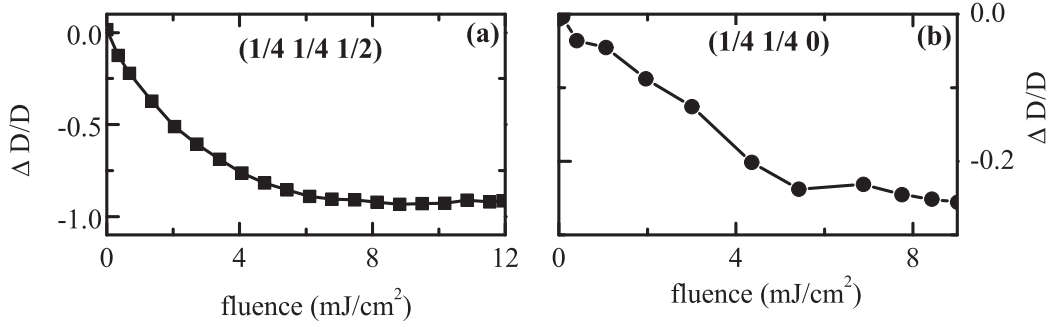 (a)
(1/4 1/4 1/2)
0.0
-0.5
-1.0
Δ D/D
0 4 8 12
fluence (mJ/cm²)
(b)
(1/4 1/4 0)
0.0
-0.2
Δ D/D
0 4 8
fluence (mJ/cm²)